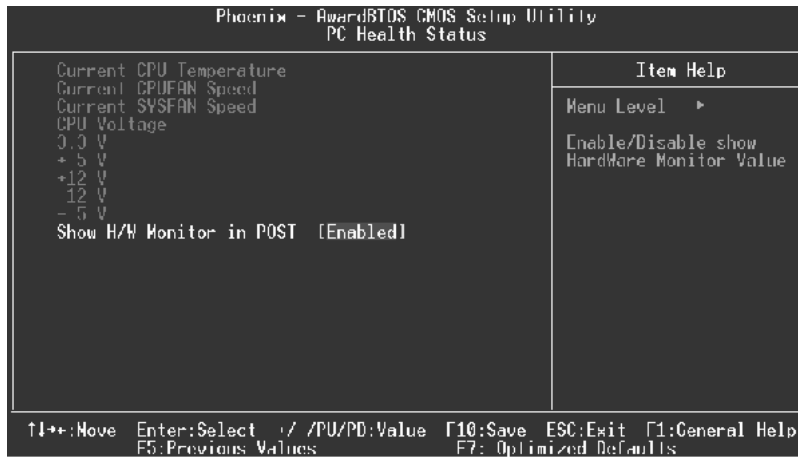 Phoenix - AwardBIOS CMOS Setup Utility
PC Health Status
Current CPU Temperature
Current CPUFAN Speed
Current SYSFAN Speed
CPU Voltage
3.3 V
+ 5 V
+12 V
12 V
- 5 V
Show H/W Monitor in POST [Enabled]
Item Help
Menu Level ►
Enable/Disable show
HardWare Monitor Value
↑↓→←:Move Enter:Select +/ /PU/PD:Value F10:Save ESC:Exit F1:General Help
F5:Previous Values F7: Optimized Defaults